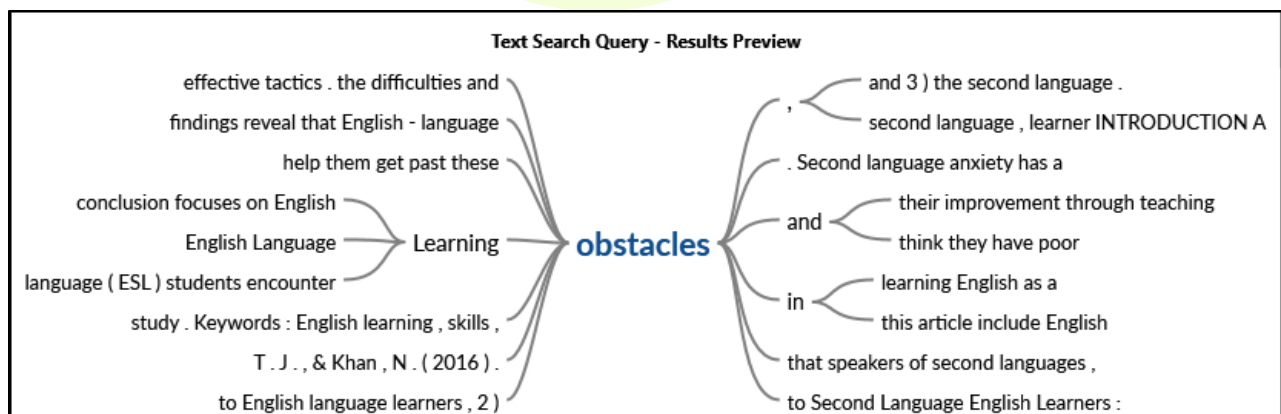 Text Search Query - Results Preview
effective tactics . the difficulties and
findings reveal that English - language
help them get past these
conclusion focuses on English
English Language
language ( ESL ) students encounter
Learning
study . Keywords : English learning , skills ,
T . J . , & Khan , N . ( 2016 ) .
to English language learners , 2 )
obstacles
,
and 3 ) the second language .
second language , learner INTRODUCTION A
. Second language anxiety has a
and
their improvement through teaching
think they have poor
in
learning English as a
this article include English
that speakers of second languages ,
to Second Language English Learners :